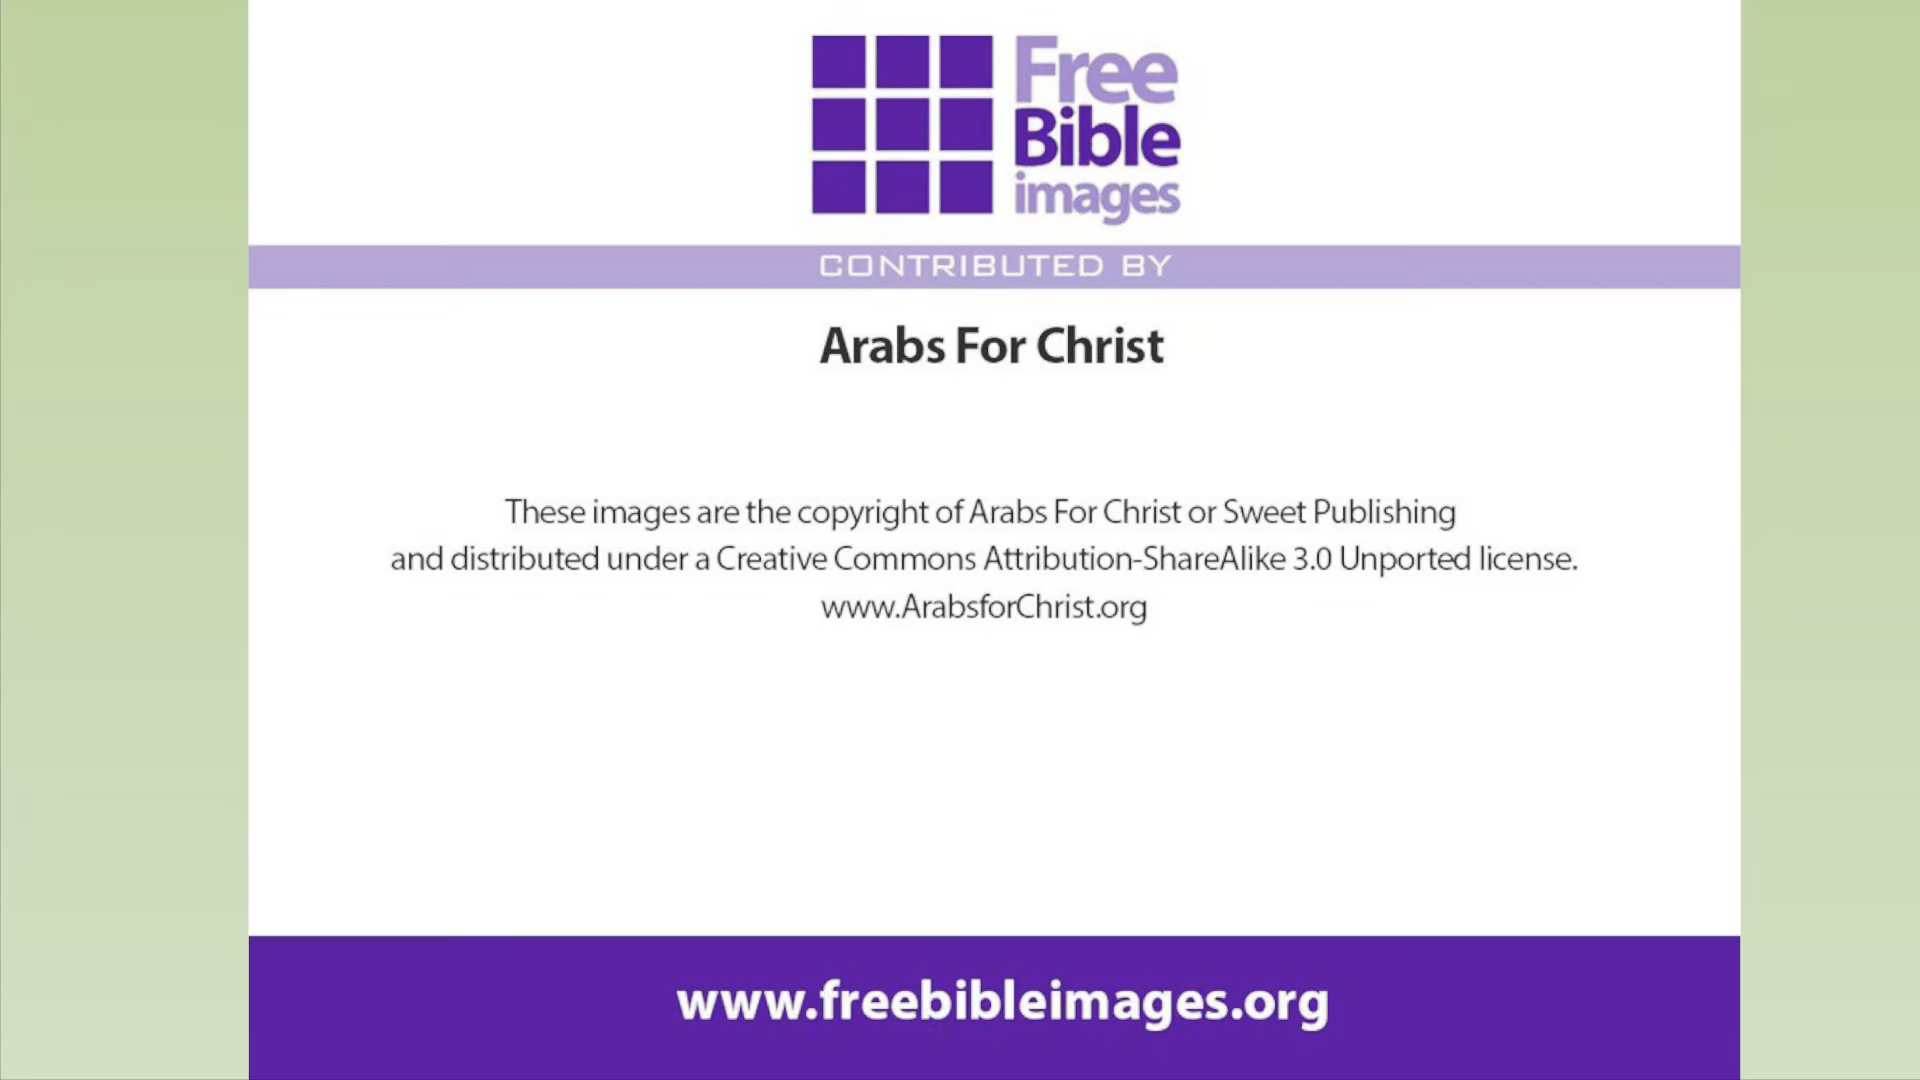 Free
Bible
images
CONTRIBUTED BY
Arabs For Christ
These images are the copyright of Arabs For Christ or Sweet Publishing
and distributed under a Creative Commons Attribution-ShareAlike 3.0 Unported license.
www.ArabsforChrist.org
www.freebibleimages.org